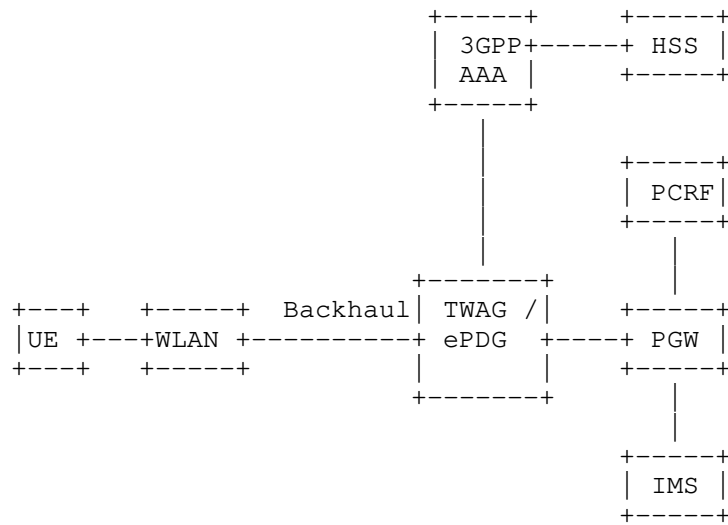 3GPP HSS
AAA
PCRF
Backhaul TWAG /
UE WLAN ePDG PGW
IMS